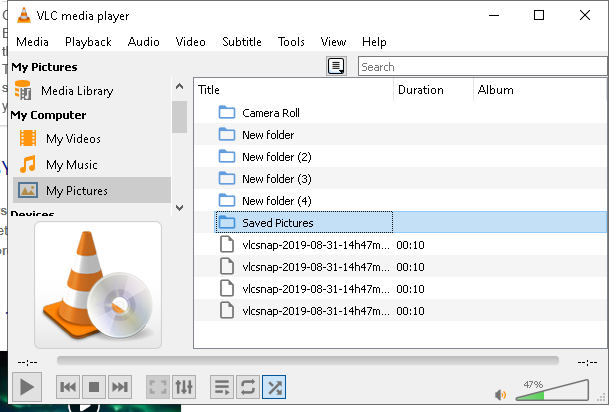 VLC media player
Media Playback Audio Video Subtitle Tools View Help
My Pictures
Search
Media Library
My Computer
My Videos
My Music
My Pictures
Devices
Title Duration Album
Camera Roll
New folder
New folder (2)
New folder (3)
New folder (4)
Saved Pictures
vlcsnap-2019-08-31-14h47m... 00:10
vlcsnap-2019-08-31-14h47m... 00:10
vlcsnap-2019-08-31-14h47m... 00:10
vlcsnap-2019-08-31-14h47m... 00:10
--:-- --:--
47%